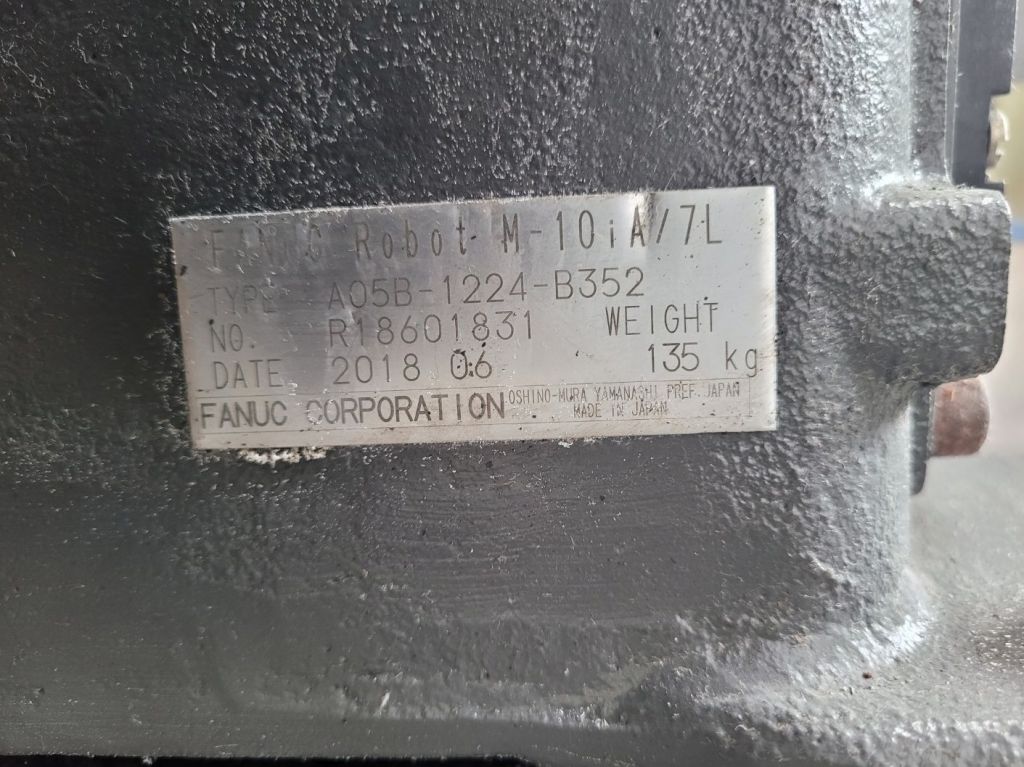 FANUC Robot M-10iA/7L
TYPE A05B-1224-B352
NO. R18601831 WEIGHT
DATE 2018.06 135 kg
FANUC CORPORATION OSHINO-MURA YAMANASHI PREF. JAPAN
MADE IN JAPAN